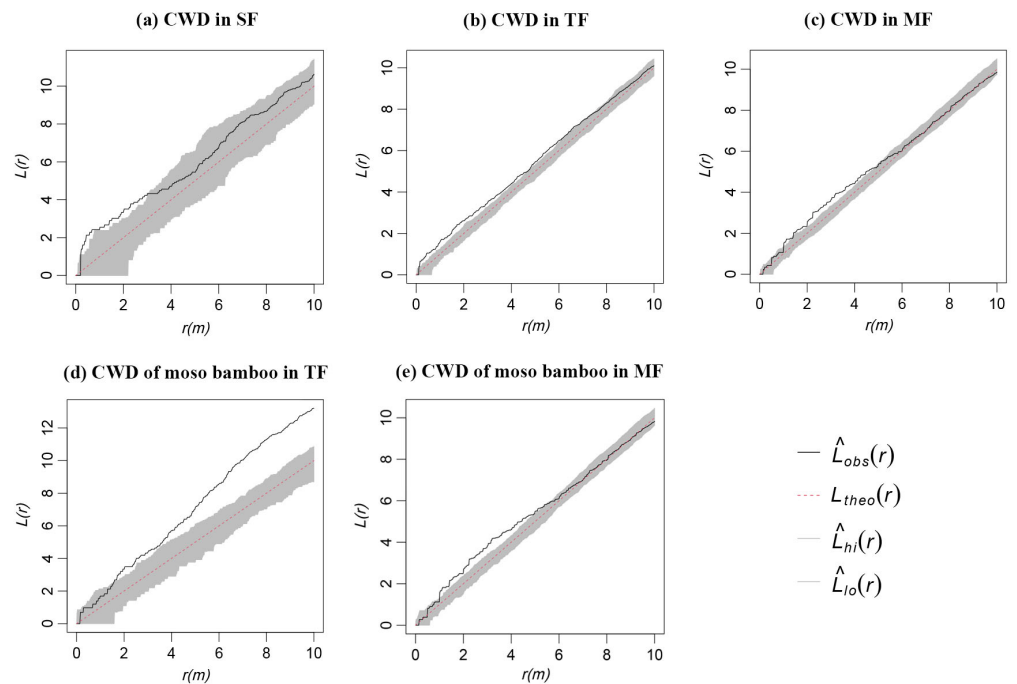 (a) CWD in SF
(b) CWD in TF
(c) CWD in MF
L(r)
0 2 4 6 8 10
0 2 4 6 8 10
r(m)
L(r)
0 2 4 6 8 10
0 2 4 6 8 10
r(m)
L(r)
0 2 4 6 8 10
0 2 4 6 8 10
r(m)
(d) CWD of moso bamboo in TF
(e) CWD of moso bamboo in MF
L(r)
0 2 4 6 8 10 12
0 2 4 6 8 10
r(m)
L(r)
0 2 4 6 8 10
0 2 4 6 8 10
r(m)
L̂obs(r)
Ltheo(r)
L̂hi(r)
L̂lo(r)